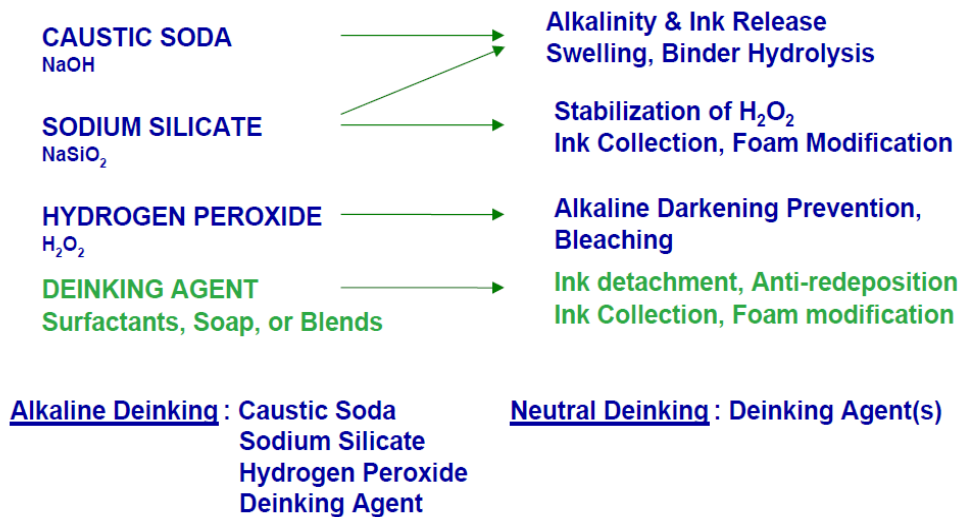 CAUSTIC SODA
NaOH
Alkalinity & Ink Release
Swelling, Binder Hydrolysis
SODIUM SILICATE
NaSiO₂
Stabilization of H₂O₂
Ink Collection, Foam Modification
HYDROGEN PEROXIDE
H₂O₂
Alkaline Darkening Prevention,
Bleaching
DEINKING AGENT
Surfactants, Soap, or Blends
Ink detachment, Anti-redeposition
Ink Collection, Foam modification
Alkaline Deinking : Caustic Soda
Sodium Silicate
Hydrogen Peroxide
Deinking Agent
Neutral Deinking : Deinking Agent(s)